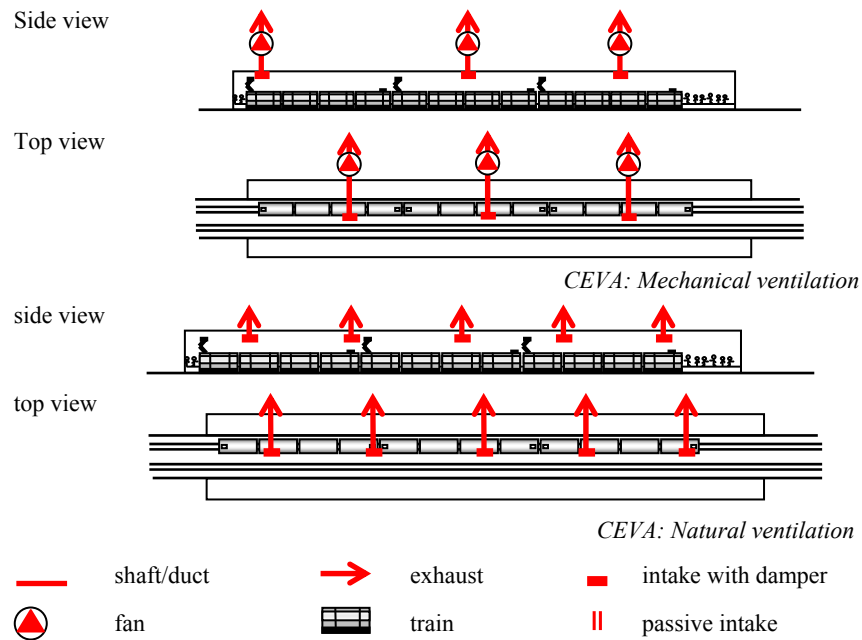 Side view
Top view
CEVA: Mechanical ventilation
side view
top view
CEVA: Natural ventilation
shaft/duct exhaust intake with damper
fan train passive intake